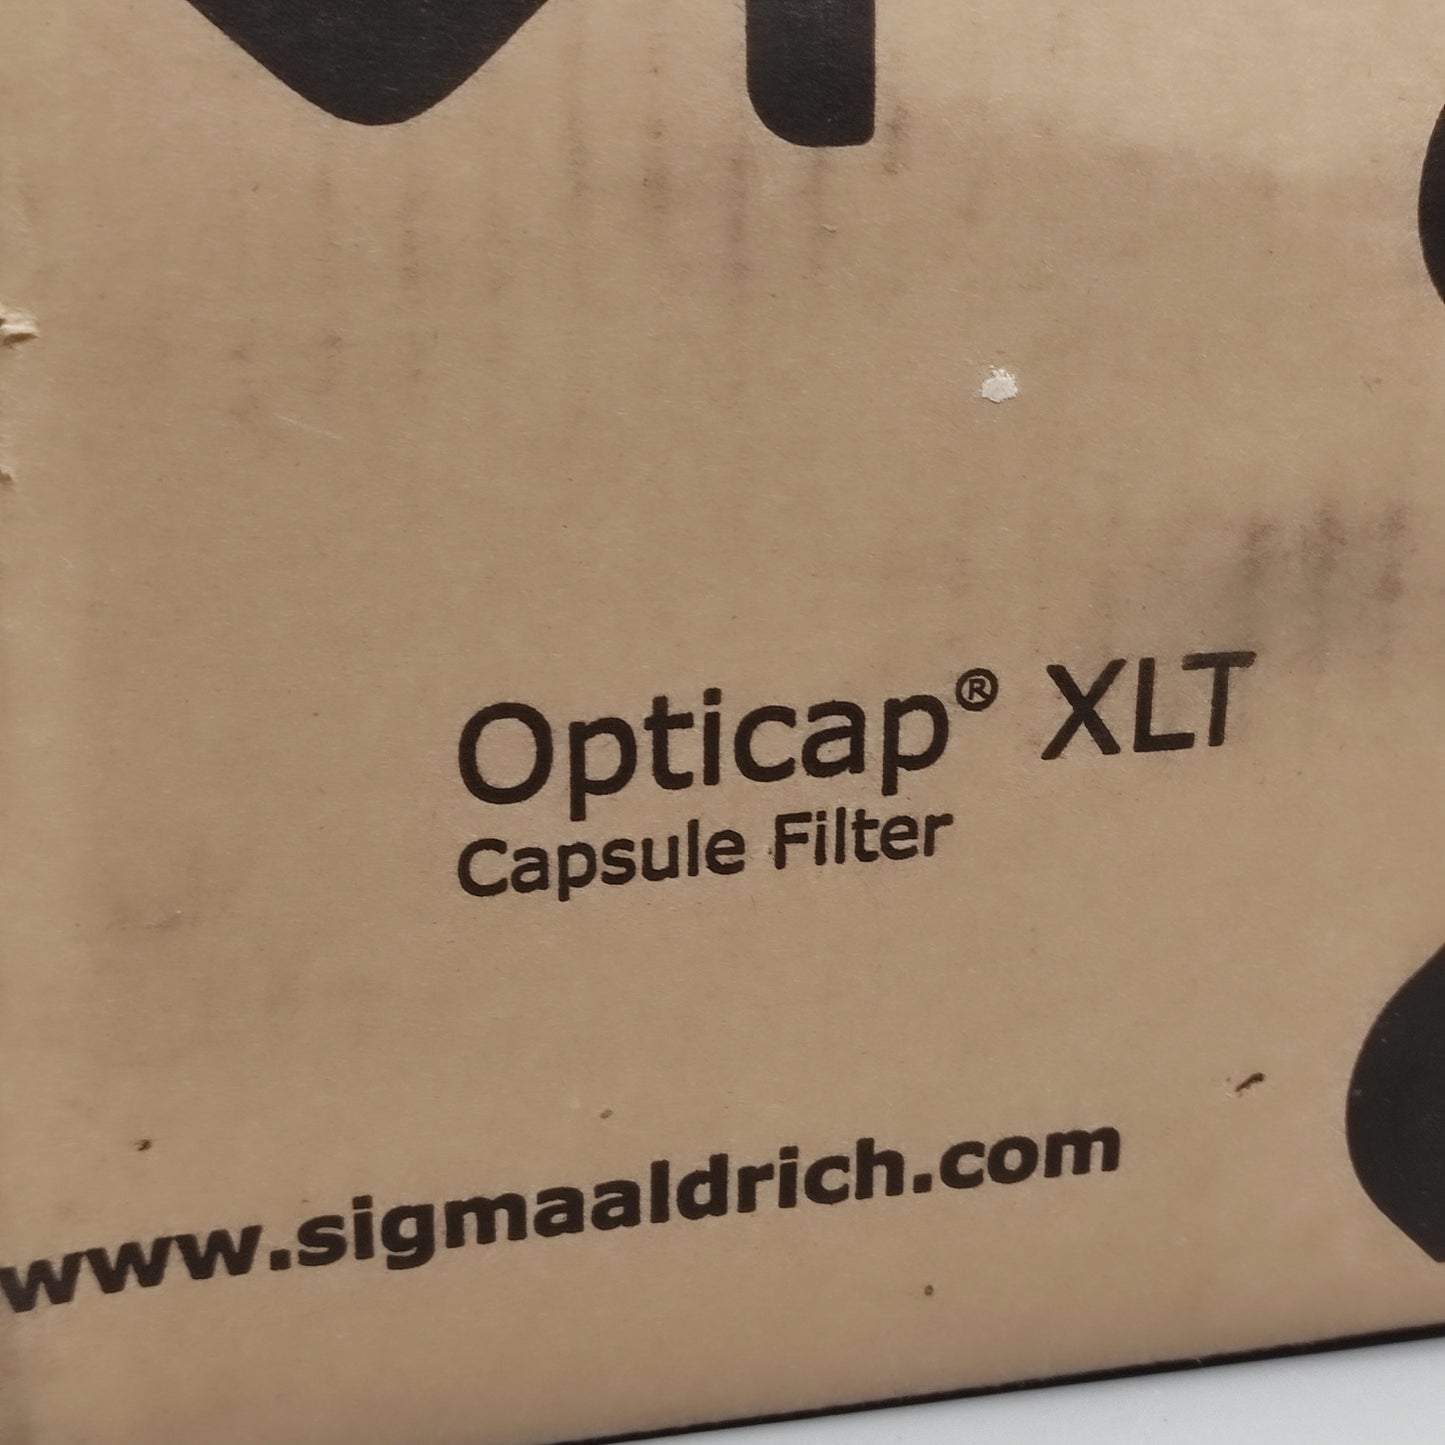 Opticap® XLT
Capsule Filter
www.sigmaaldrich.com